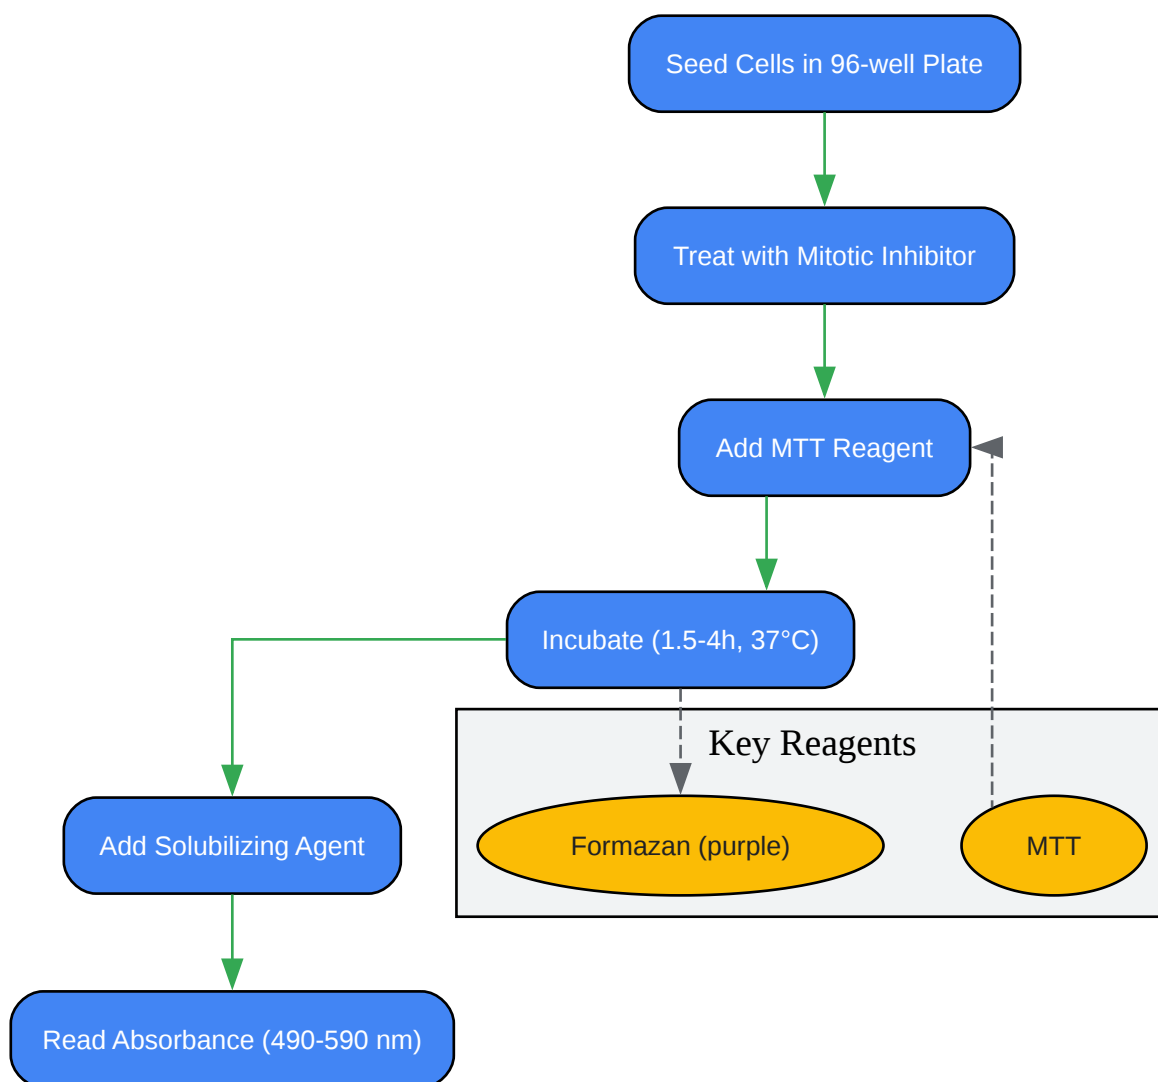 Seed Cells in 96-well Plate
Treat with Mitotic Inhibitor
Add MTT Reagent
Incubate (1.5-4h, 37°C)
Key Reagents
Add Solubilizing Agent
Formazan (purple)
MTT
Read Absorbance (490-590 nm)